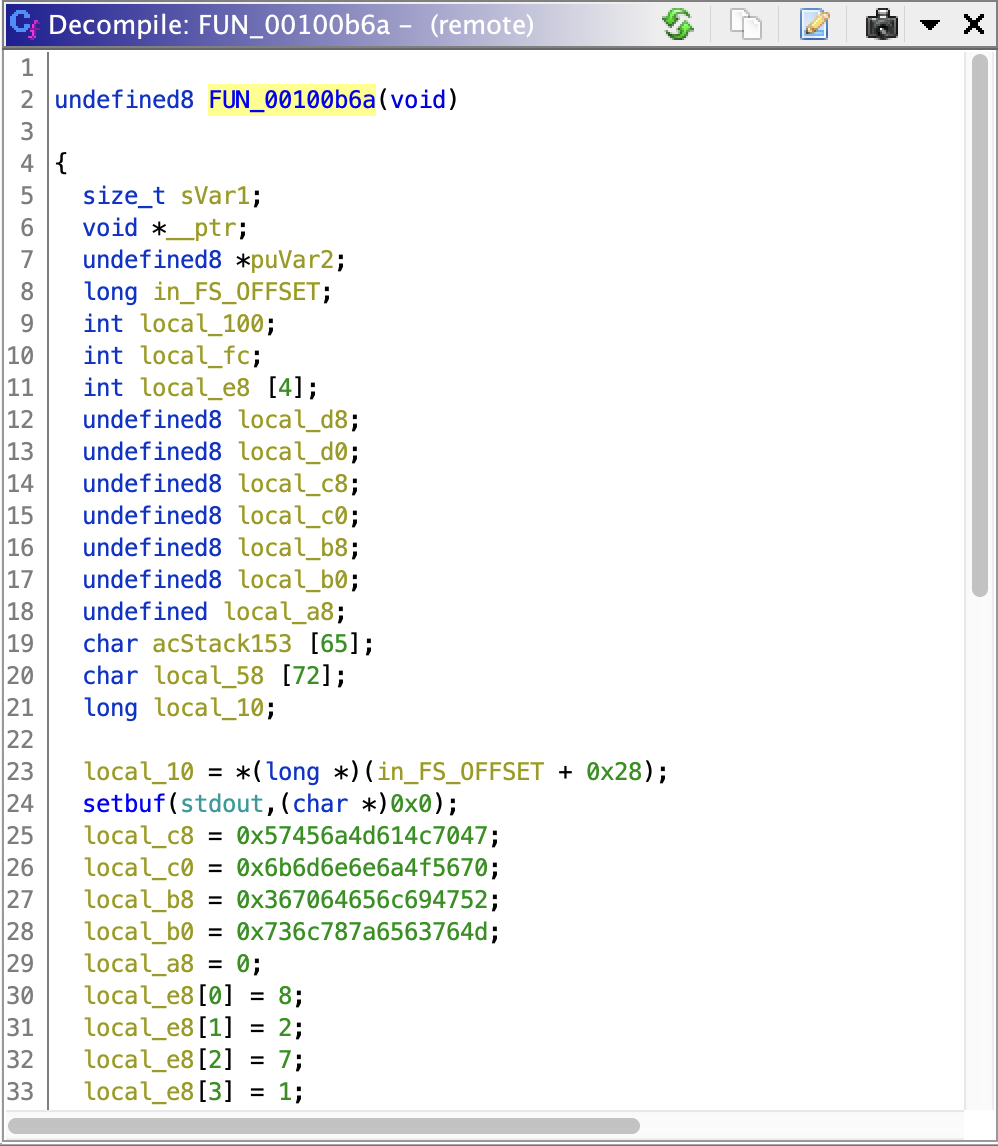 Decompile: FUN_00100b6a – (remote)
1
2 undefined8 FUN_00100b6a(void)
3
4 {
5 size_t sVar1;
6 void *__ptr;
7 undefined8 *puVar2;
8 long in_FS_OFFSET;
9 int local_100;
10 int local_fc;
11 int local_e8 [4];
12 undefined8 local_d8;
13 undefined8 local_d0;
14 undefined8 local_c8;
15 undefined8 local_c0;
16 undefined8 local_b8;
17 undefined8 local_b0;
18 undefined local_a8;
19 char acStack153 [65];
20 char local_58 [72];
21 long local_10;
22
23 local_10 = *(long *)(in_FS_OFFSET + 0x28);
24 setbuf(stdout,(char *)0x0);
25 local_c8 = 0x57456a4d614c7047;
26 local_c0 = 0x6b6d6e6e6a4f5670;
27 local_b8 = 0x367064656c694752;
28 local_b0 = 0x736c787a6563764d;
29 local_a8 = 0;
30 local_e8[0] = 8;
31 local_e8[1] = 2;
32 local_e8[2] = 7;
33 local_e8[3] = 1;